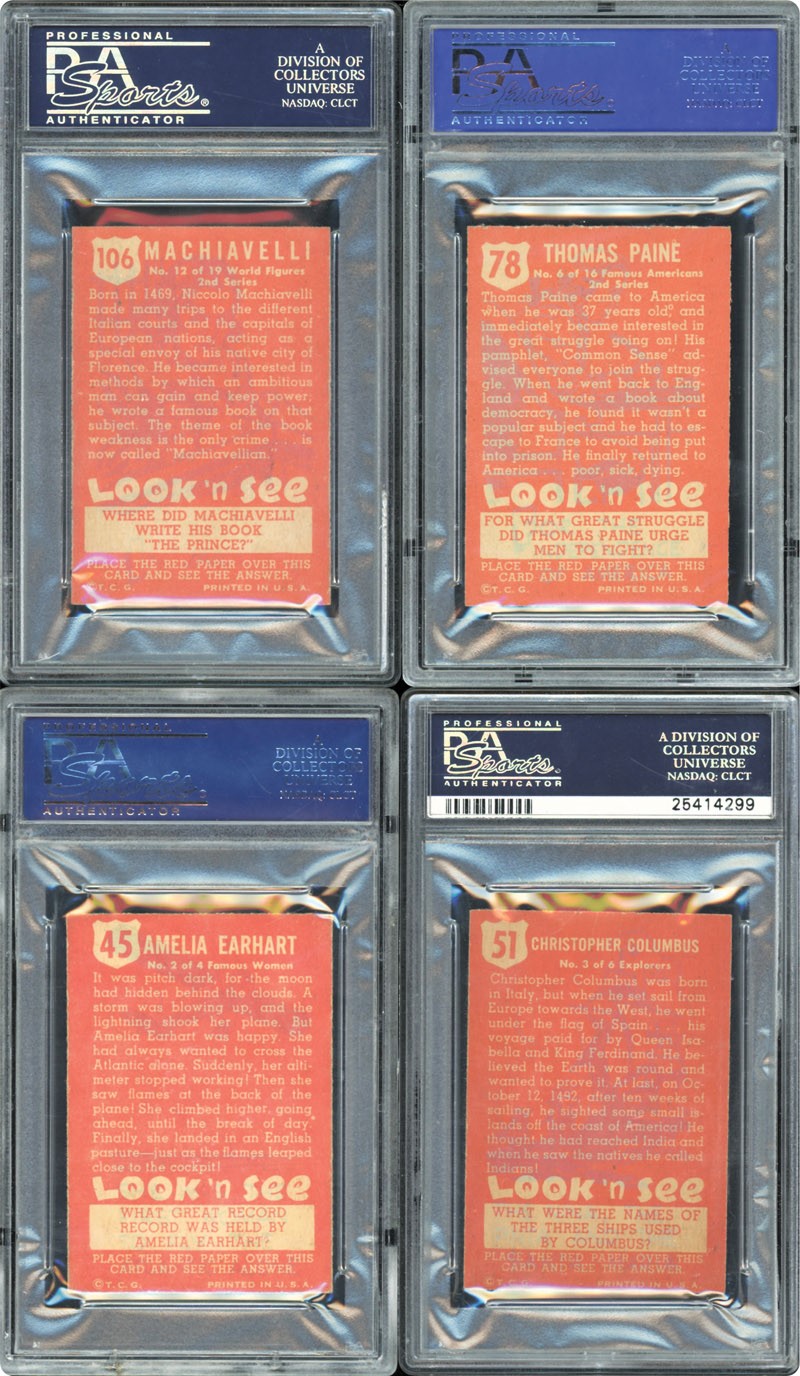 PROFESSIONAL
PSA
Sports®
AUTHENTICATOR
A
DIVISION OF
COLLECTORS
UNIVERSE
NASDAQ: CLCT
106 MACHIAVELLI
No. 12 of 19 World Figures
2nd Series
Born in 1469, Niccolo Machiavelli
made many trips to the different
Italian courts and the capitals of
European nations, acting as a
special envoy of his native city of
Florence. He became interested in
methods by which an ambitious
man can gain and keep power;
he wrote a famous book on that
subject. The theme of the book
weakness is the only crime . . . is
now called "Machiavellian."
LOOK 'n SEE
WHERE DID MACHIAVELLI
WRITE HIS BOOK
"THE PRINCE?"
PLACE THE RED PAPER OVER THIS
CARD AND SEE THE ANSWER.
©T. C. G. PRINTED IN U. S. A.
PROFESSIONAL
PSA
Sports®
AUTHENTICATOR
A
DIVISION OF
COLLECTORS
UNIVERSE
NASDAQ: CLCT
78 THOMAS PAINE
No. 6 of 16 Famous Americans
2nd Series
Thomas Paine came to America
when he was 37 years old and
immediately became interested in
the great struggle going on! His
pamphlet, "Common Sense" ad-
vised everyone to join the strug-
gle. When he went back to Eng-
land and wrote a book about
democracy, he found it wasn't a
popular subject and he had to es-
cape to France to avoid being put
into prison. He finally returned to
America . . . poor, sick, dying.
LOOK 'n SEE
FOR WHAT GREAT STRUGGLE
DID THOMAS PAINE URGE
MEN TO FIGHT?
PLACE THE RED PAPER OVER THIS
CARD AND SEE THE ANSWER.
©T. C. G. PRINTED IN U. S. A.
PROFESSIONAL
PSA
Sports®
AUTHENTICATOR
A
DIVISION OF
COLLECTORS
UNIVERSE
NASDAQ: CLCT
45 AMELIA EARHART
No. 2 of 4 Famous Women
It was pitch dark, for the moon
had hidden behind the clouds. A
storm was blowing up, and the
lightning shook her plane. But
Amelia Earhart was happy. She
had always wanted to cross the
Atlantic alone. Suddenly, her alti-
meter stopped working! Then she
saw flames at the back of the
plane! She climbed higher, going
ahead, until the break of day.
Finally, she landed in an English
pasture—just as the flames leaped
close to the cockpit!
LOOK 'n SEE
WHAT GREAT RECORD
RECORD WAS HELD BY
AMELIA EARHART?
PLACE THE RED PAPER OVER THIS
CARD AND SEE THE ANSWER.
©T. C. G. PRINTED IN U. S. A.
PROFESSIONAL
PSA
Sports®
AUTHENTICATOR
A DIVISION OF
COLLECTORS
UNIVERSE
NASDAQ: CLCT
25414299
51 CHRISTOPHER COLUMBUS
No. 3 of 6 Explorers
Christopher Columbus was born
in Italy, but when he set sail from
Europe towards the West, he went
under the flag of Spain . . . . his
voyage paid for by Queen Isa-
bella and King Ferdinand. He be-
lieved the Earth was round and
wanted to prove it. At last, on Oc-
tober 12, 1492, after ten weeks of
sailing, he sighted some small is-
lands off the coast of America! He
thought he had reached India and
when he saw the natives he called
Indians!
LOOK 'n SEE
WHAT WERE THE NAMES OF
THE THREE SHIPS USED
BY COLUMBUS?
PLACE THE RED PAPER OVER THIS
CARD AND SEE THE ANSWER.
©T. C. G. PRINTED IN U. S. A.